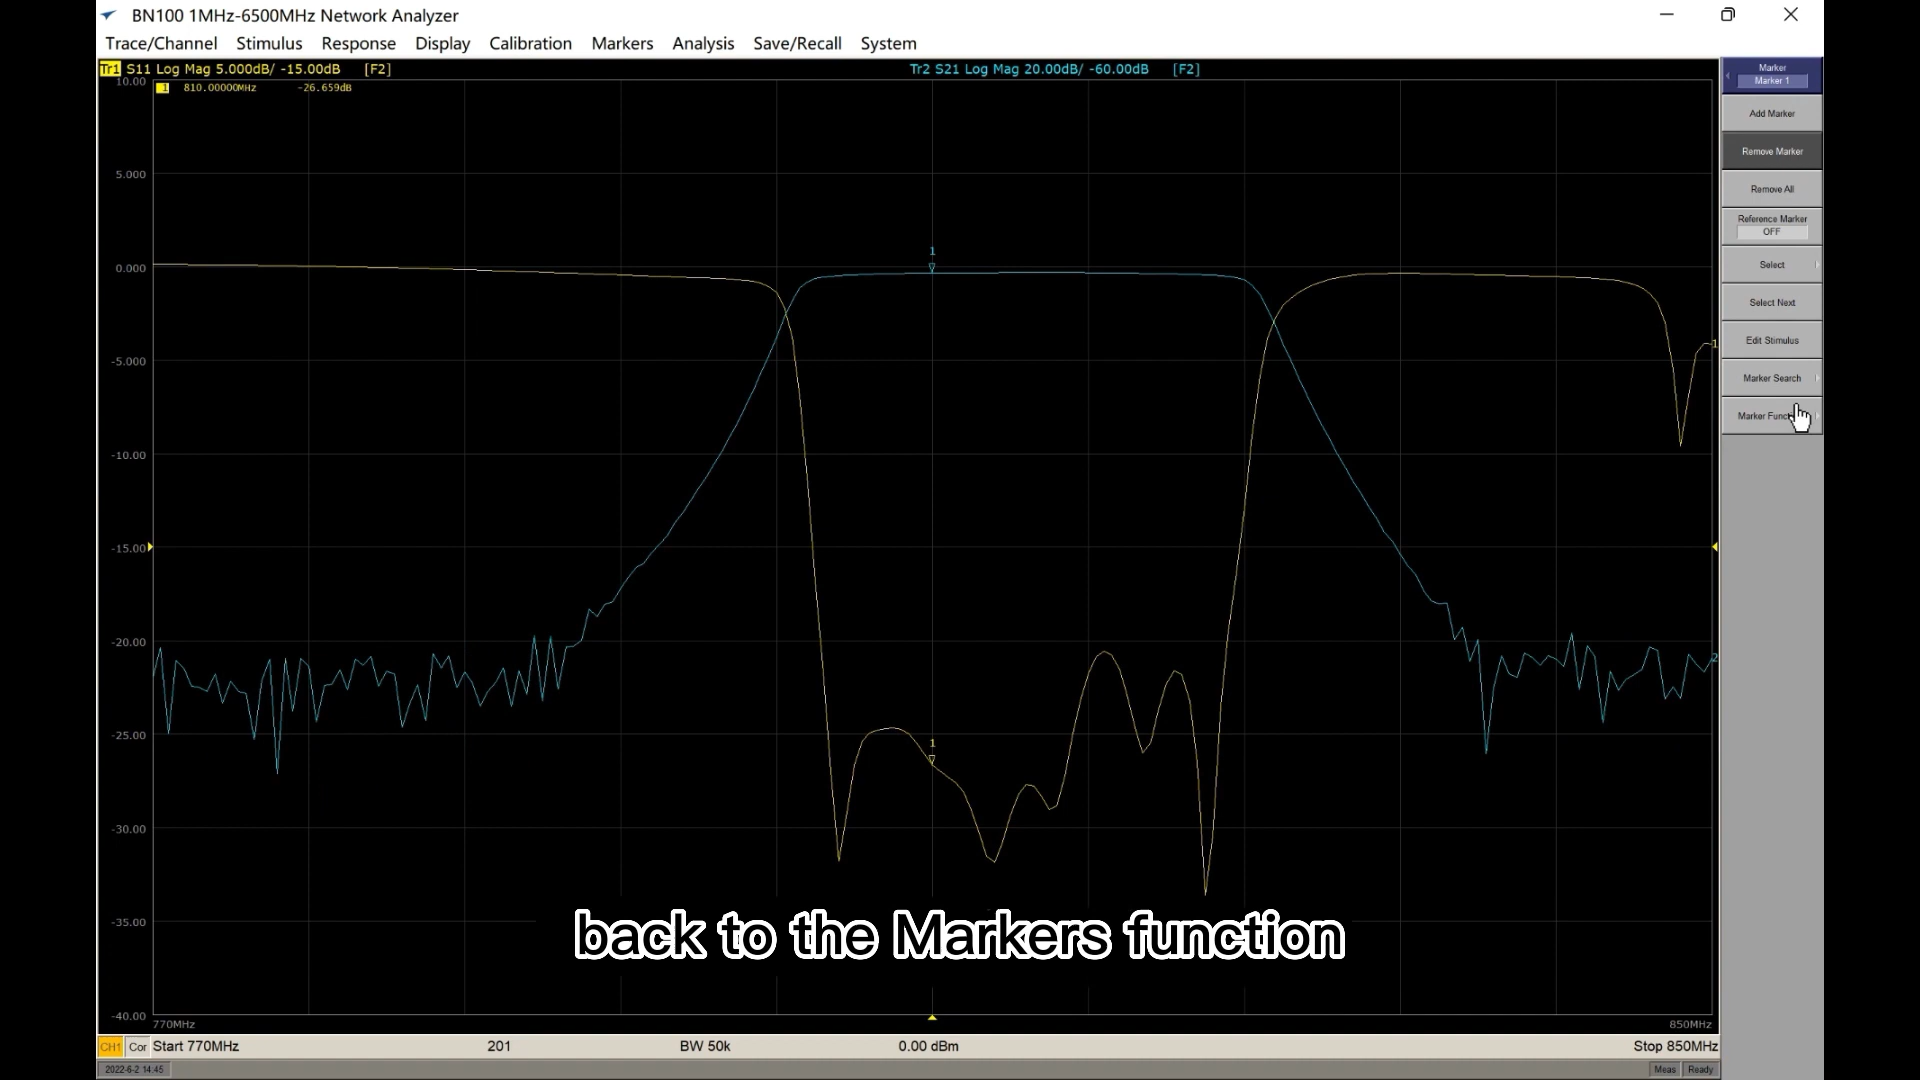 BN100 1MHz-6500MHz Network Analyzer
Trace/Channel Stimulus Response Display Calibration Markers Analysis Save/Recall System
Tr1 S11 Log Mag 5.000dB/ -15.00dB [F2]
Tr2 S21 Log Mag 20.00dB/ -60.00dB [F2]
1 810.00000MHz -26.659dB
10.00
5.000
0.000
-5.000
-10.00
-15.00
-20.00
-25.00
-30.00
-35.00
-40.00
1
1
1
2
770MHz
850MHz
Marker
Marker 1
Add Marker
Remove Marker
Remove All
Reference Marker
OFF
Select
Select Next
Edit Stimulus
Marker Search
Marker
back to the Markers function
CH1 Cor Start 770MHz 201 BW 50k 0.00 dBm Stop 850MHz
2022-6-2 14:45
Meas Ready